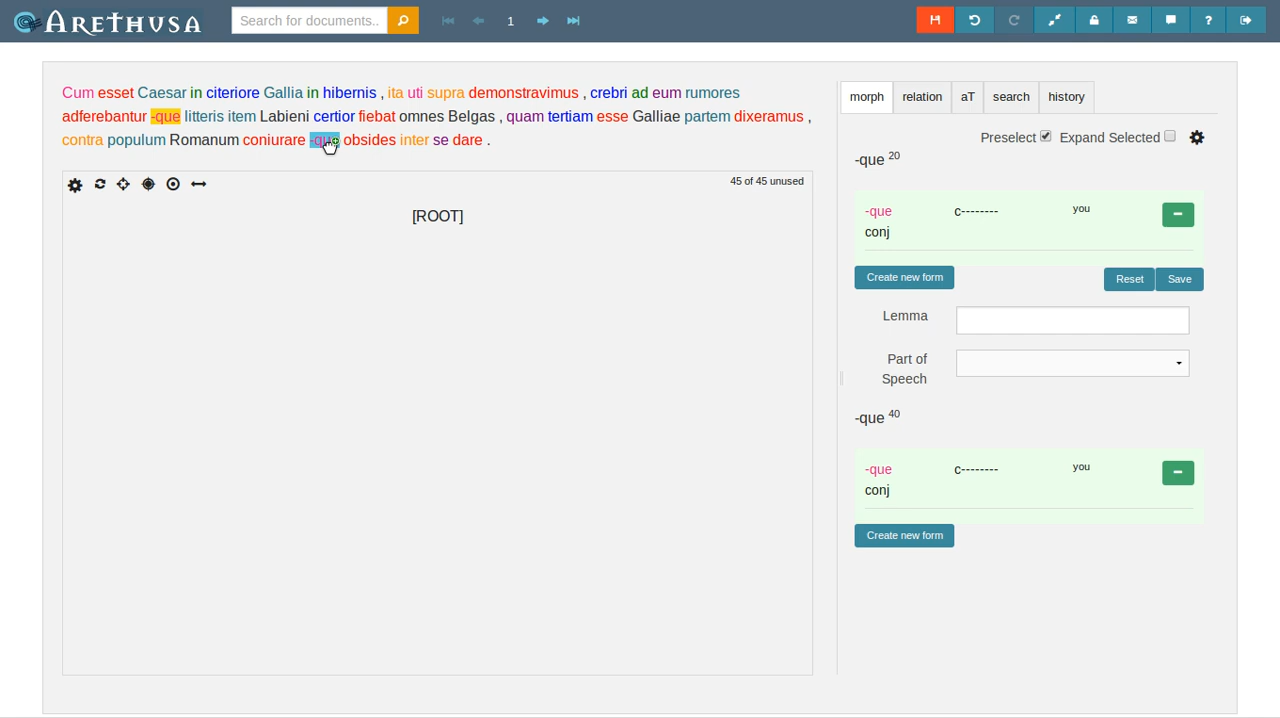 ARETHUSA Search for documents.. 1 ?
Cum esset Caesar in citeriore Gallia in hibernis , ita uti supra demonstravimus , crebri ad eum rumores
adferebantur -que litteris item Labieni certior fiebat omnes Belgas , quam tertiam esse Galliae partem dixeramus ,
contra populum Romanum coniurare -que obsides inter se dare .
45 of 45 unused
[ROOT]
morph relation aT search history
Preselect Expand Selected
-que 20
-que c-------- you
conj
Create new form Reset Save
Lemma
Part of
Speech
-que 40
-que c-------- you
conj
Create new form